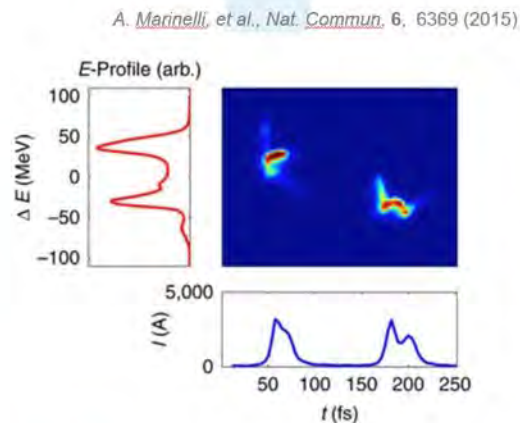 A. Marinelli, et al., Nat. Commun. 6, 6369 (2015)
E-Profile (arb.)
100
50
0
−50
−100
Δ E (MeV)
5,000
0
I (A)
50 100 150 200 250
t (fs)